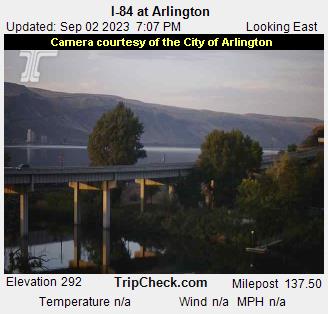 I-84 at Arlington
Updated: Sep 02 2023 7:07 PM Looking East
Camera courtesy of the City of Arlington
Elevation 292 TripCheck.com Milepost 137.50
Temperature n/a Wind n/a MPH n/a